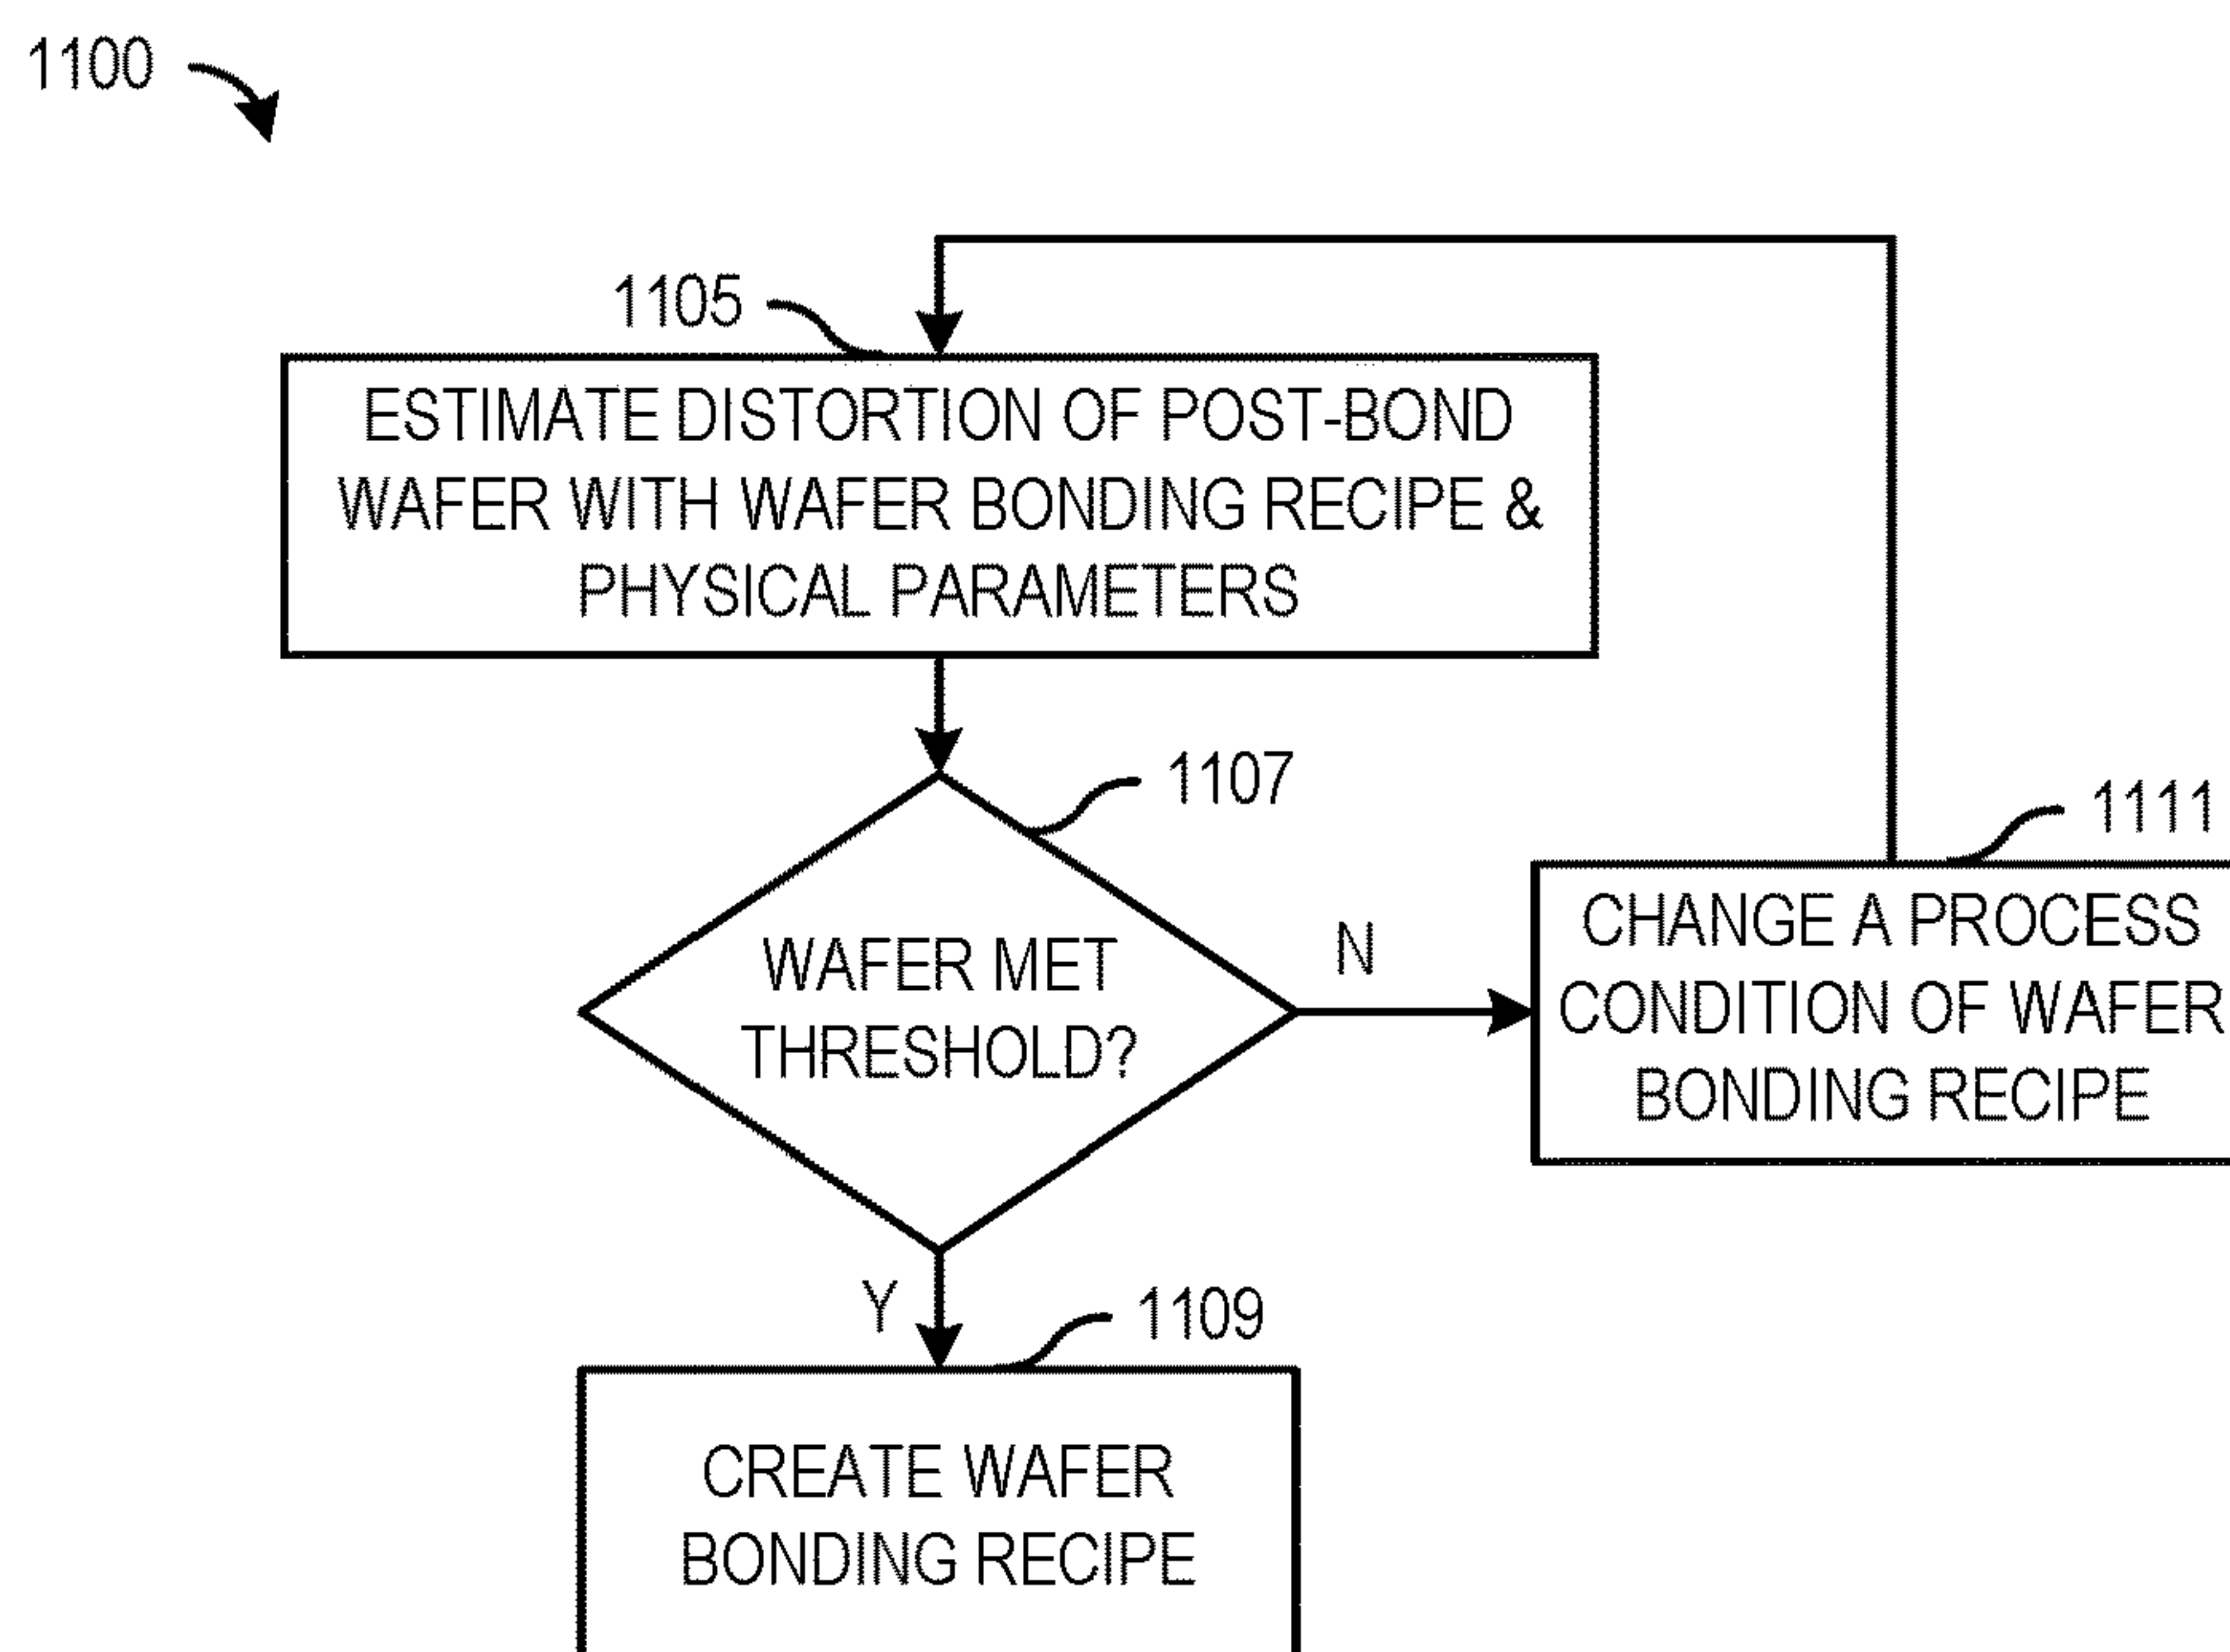 1100
1105
ESTIMATE DISTORTION OF POST-BOND
WAFER WITH WAFER BONDING RECIPE &
PHYSICAL PARAMETERS
1107
WAFER MET
THRESHOLD?
N
1111
CHANGE A PROCESS
CONDITION OF WAFER
BONDING RECIPE
Y
1109
CREATE WAFER
BONDING RECIPE